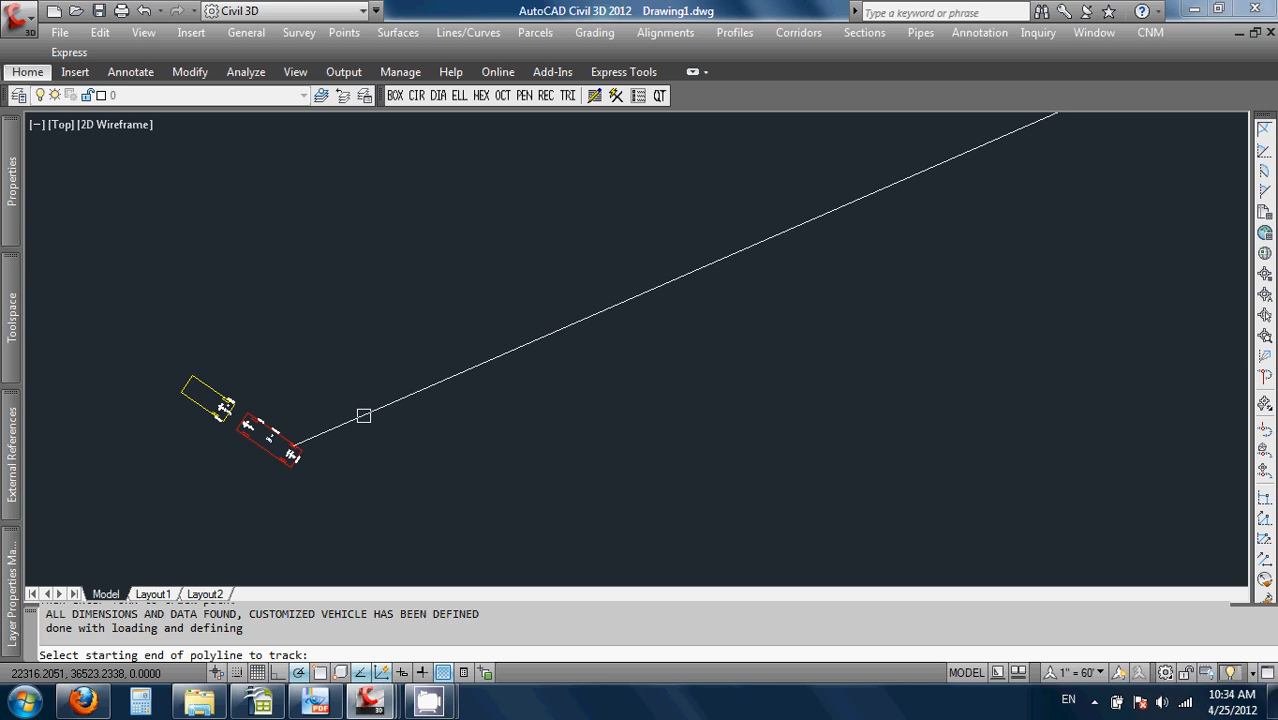 3D
Civil 3D
AutoCAD Civil 3D 2012 Drawing1.dwg
Type a keyword or phrase
File Edit View Insert General Survey Points Surfaces Lines/Curves Parcels Grading Alignments Profiles Corridors Sections Pipes Annotation Inquiry Window CNM
Express
Home Insert Annotate Modify Analyze View Output Manage Help Online Add-Ins Express Tools
0 BOX CIR DIA ELL HEX OCT PEN REC TRI QT
[−] [Top] [2D Wireframe]
Properties
Toolspace
External References
Layer Properties Ma...
Model Layout1 Layout2
ALL DIMENSIONS AND DATA FOUND, CUSTOMIZED VEHICLE HAS BEEN DEFINED
done with loading and defining
Select starting end of polyline to track:
22316.2051, 36523.2338, 0.0000 MODEL 1" = 60'
PDF
3D
EN
10:34 AM
4/25/2012